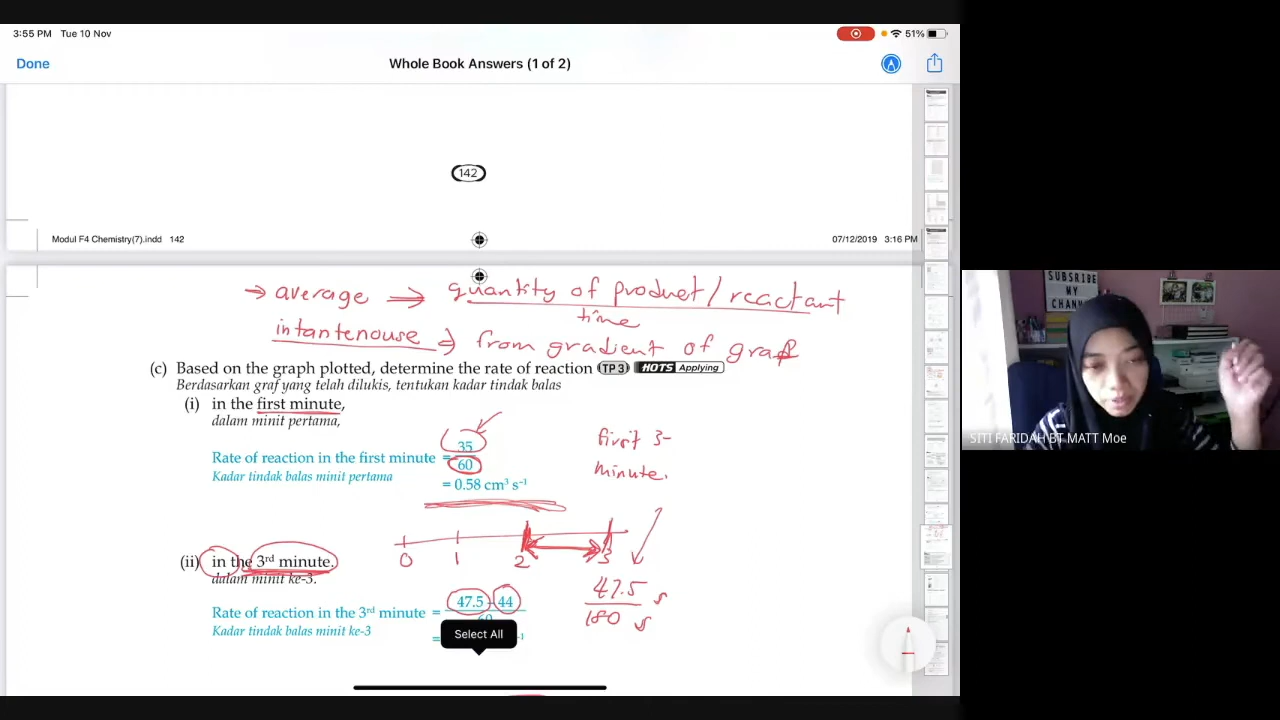 3:55 PM Tue 10 Nov
51%
Done
Whole Book Answers (1 of 2)
142
Modul F4 Chemistry(7).indd 142
07/12/2019 3:16 PM
→ average ⇒ quantity of product/reactant
time
intantenouse ⇒ from gradient of graf
(c) Based on the graph plotted, determine the rate of reaction TP 3 HOTS Applying
Berdasarkan graf yang telah dilukis, tentukan kadar tindak balas
(i) in the first minute,
dalam minit pertama,
35
Rate of reaction in the first minute =
60
Kadar tindak balas minit pertama
= 0.58 cm³ s⁻¹
first 3-
minute.
0 1 2 3
(ii) in the 3rd minute.
dalam minit ke-3.
47.5 – 44
Rate of reaction in the 3rd minute =
60
Kadar tindak balas minit ke-3
=
-1
47.5
180 s
Select All
SUBSCRIBE
MY
CHANNEL
SITI FARIDAH BT MATT Moe